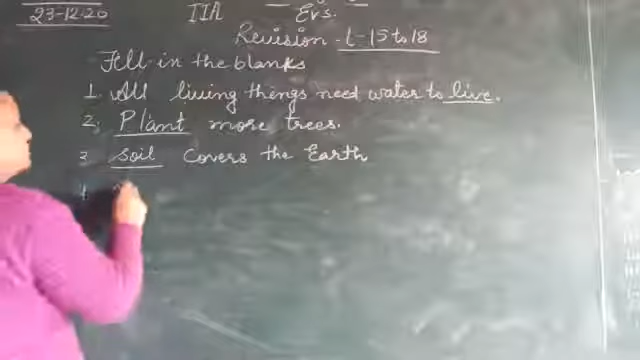 23-12-20 IIA Evs.
Revision - L-15 to 18
Fill in the blanks
1. All living things need water to live.
2. Plant more trees.
3 Soil covers the Earth
4